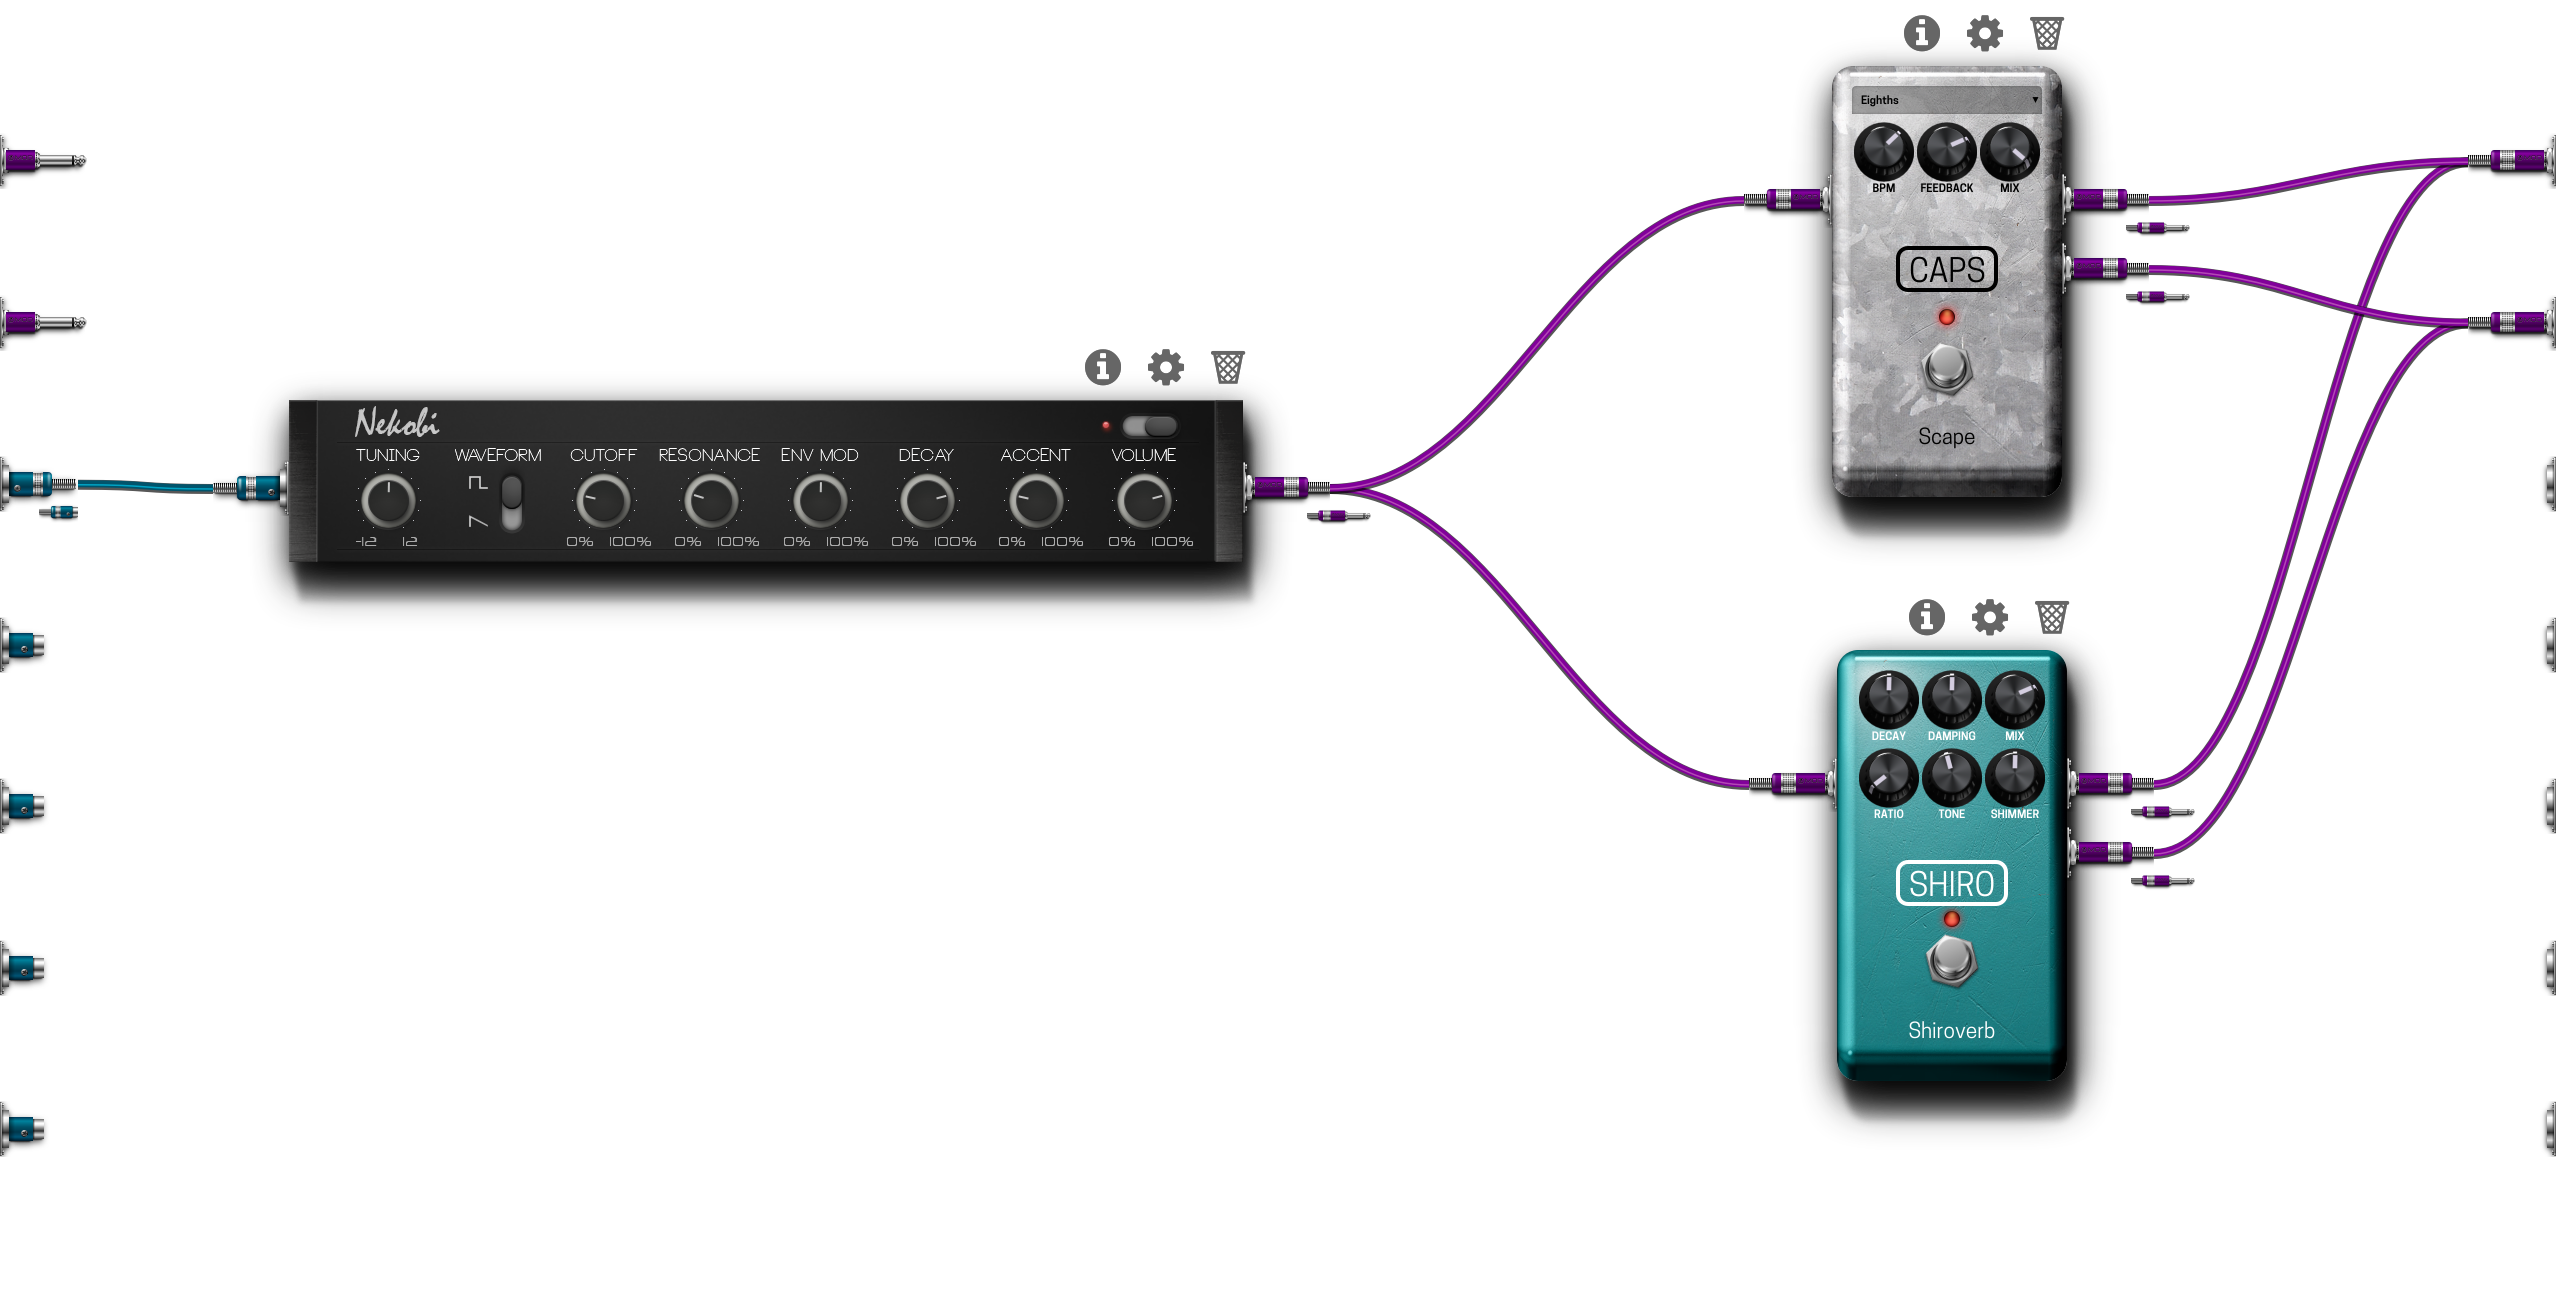 Eighths
BPM FEEDBACK MIX
CAPS
Scape
Nekobi
TUNING WAVEFORM CUTOFF RESONANCE ENV MOD DECAY ACCENT VOLUME
-12 12 0% 100% 0% 100% 0% 100% 0% 100% 0% 100% 0% 100%
DECAY DAMPING MIX
RATIO TONE SHIMMER
SHIRO
Shiroverb